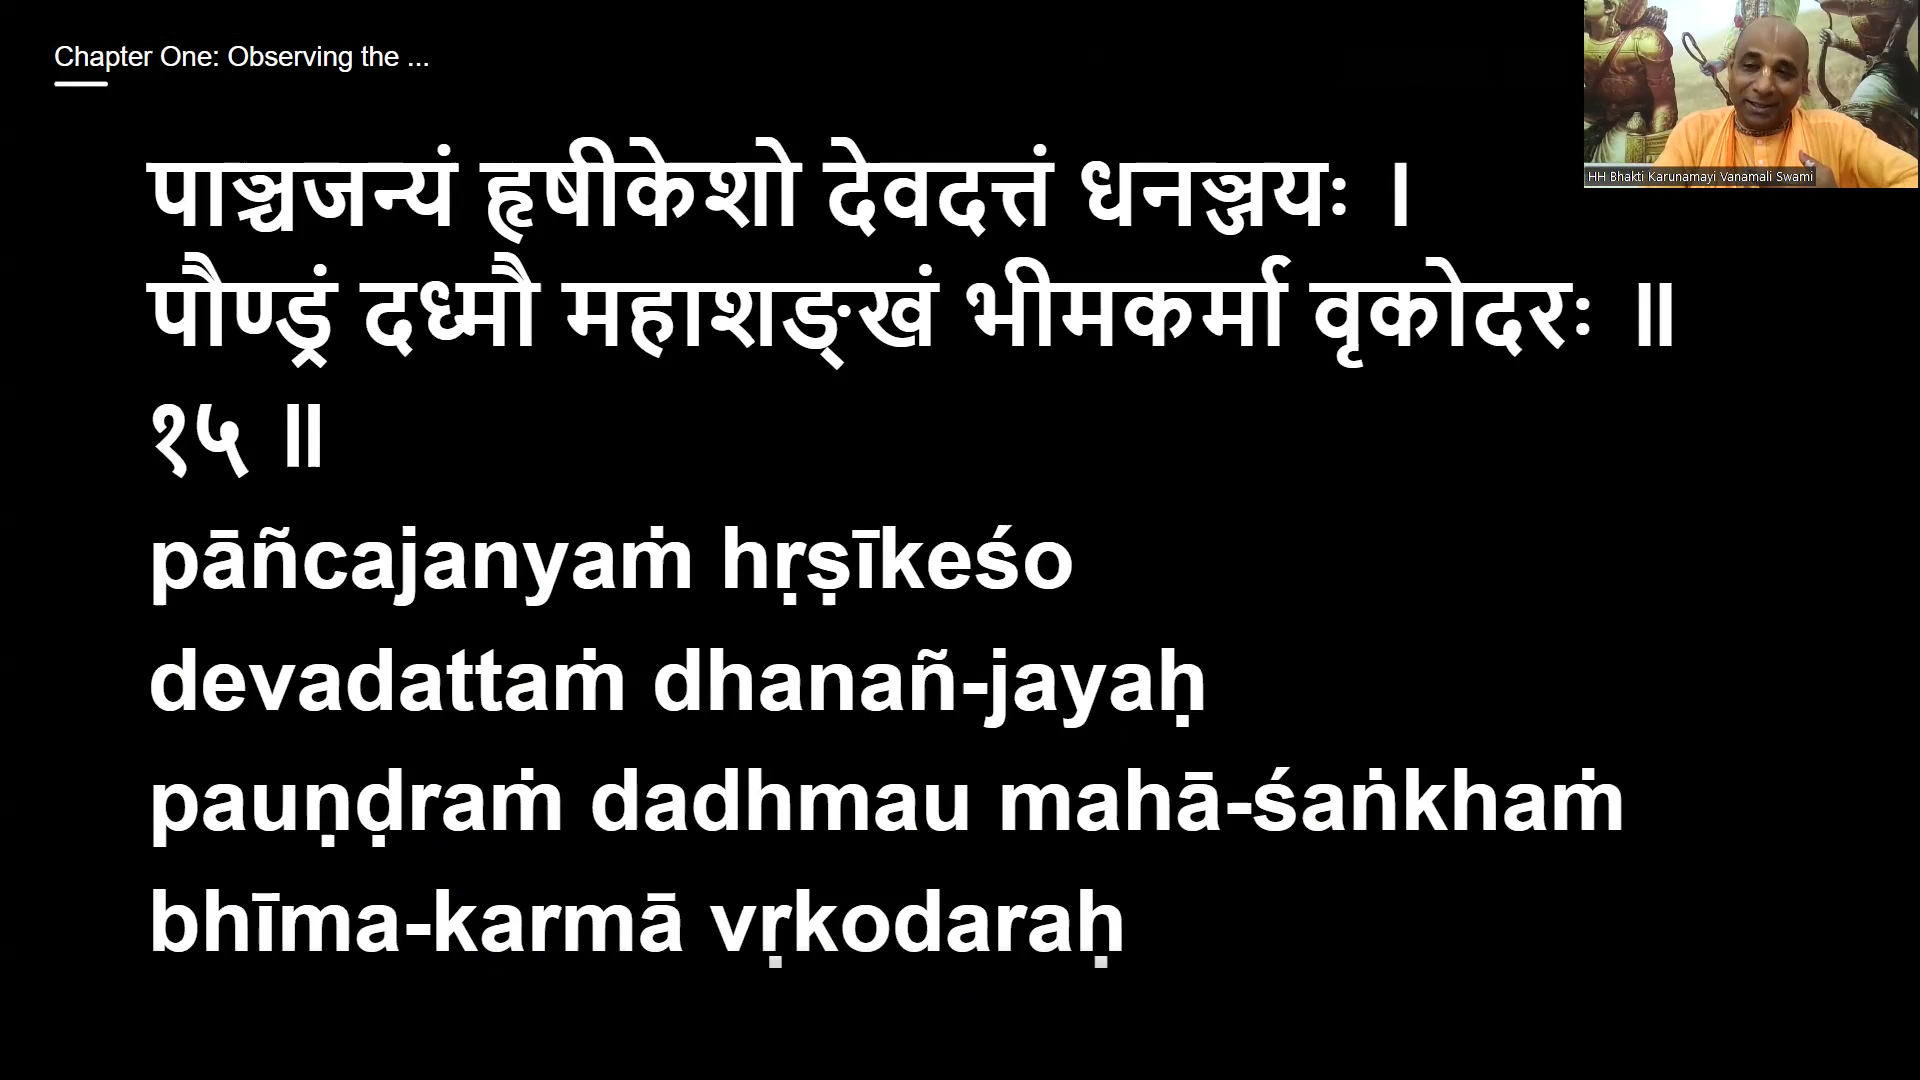 Chapter One: Observing the ...
HH Bhakti Karunamayi Vanamali Swami
पाञ्चजन्यं हृषीकेशो देवदत्तं धनञ्जयः ।
पौण्ड्रं दध्मौ महाशङ्खं भीमकर्मा वृकोदरः ॥
१५ ॥
pāñcajanyaṁ hṛṣīkeśo
devadattaṁ dhanañ-jayaḥ
pauṇḍraṁ dadhmau mahā-śaṅkhaṁ
bhīma-karmā vṛkodaraḥ